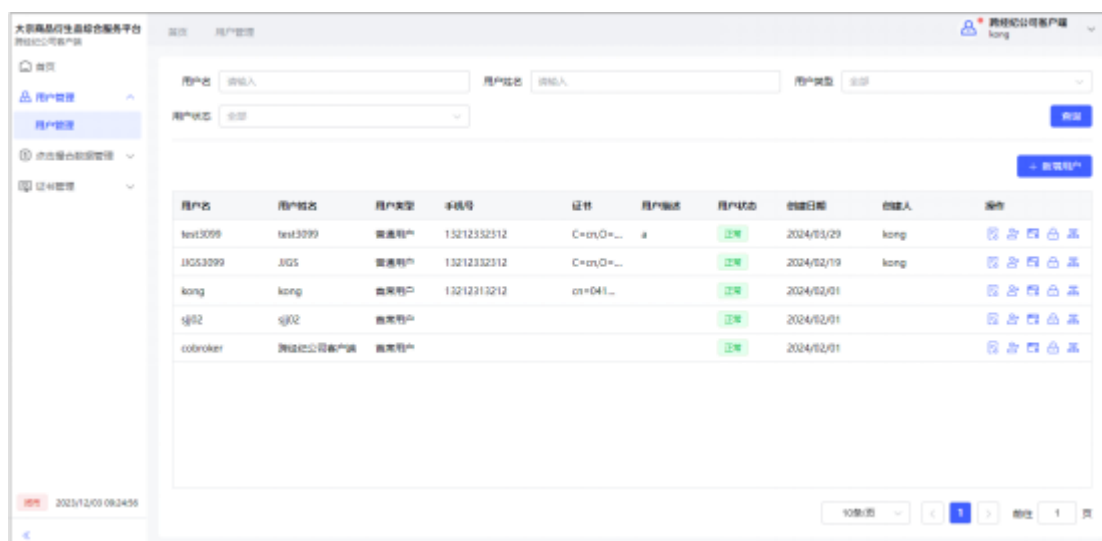 大宗商品衍生品综合服务平台
跨经纪公司客户端
首页 用户管理
跨经纪公司客户端
kong
首页
用户管理
用户管理
证书管理
用户名 请输入 用户姓名 请输入 用户类型 全部
用户状态 全部 查询
+ 新增用户
用户名 用户姓名 用户类型 手机号 证书 用户描述 用户状态 创建日期 创建人 操作
test3099 test3099 普通用户 13212332312 C=cn,O=... a 正常 2024/03/29 kong
JJGS3099 JJGS 普通用户 13212332312 C=cn,O=... 正常 2024/02/19 kong
kong kong 首席用户 13212313212 cn=041... 正常 2024/02/01
sjj02 sjj02 首席用户 正常 2024/02/01
cobroker 跨经纪公司客户端 首席用户 正常 2024/02/01
闭市 2023/12/03 09:24:56
10条/页 1 前往 1 页